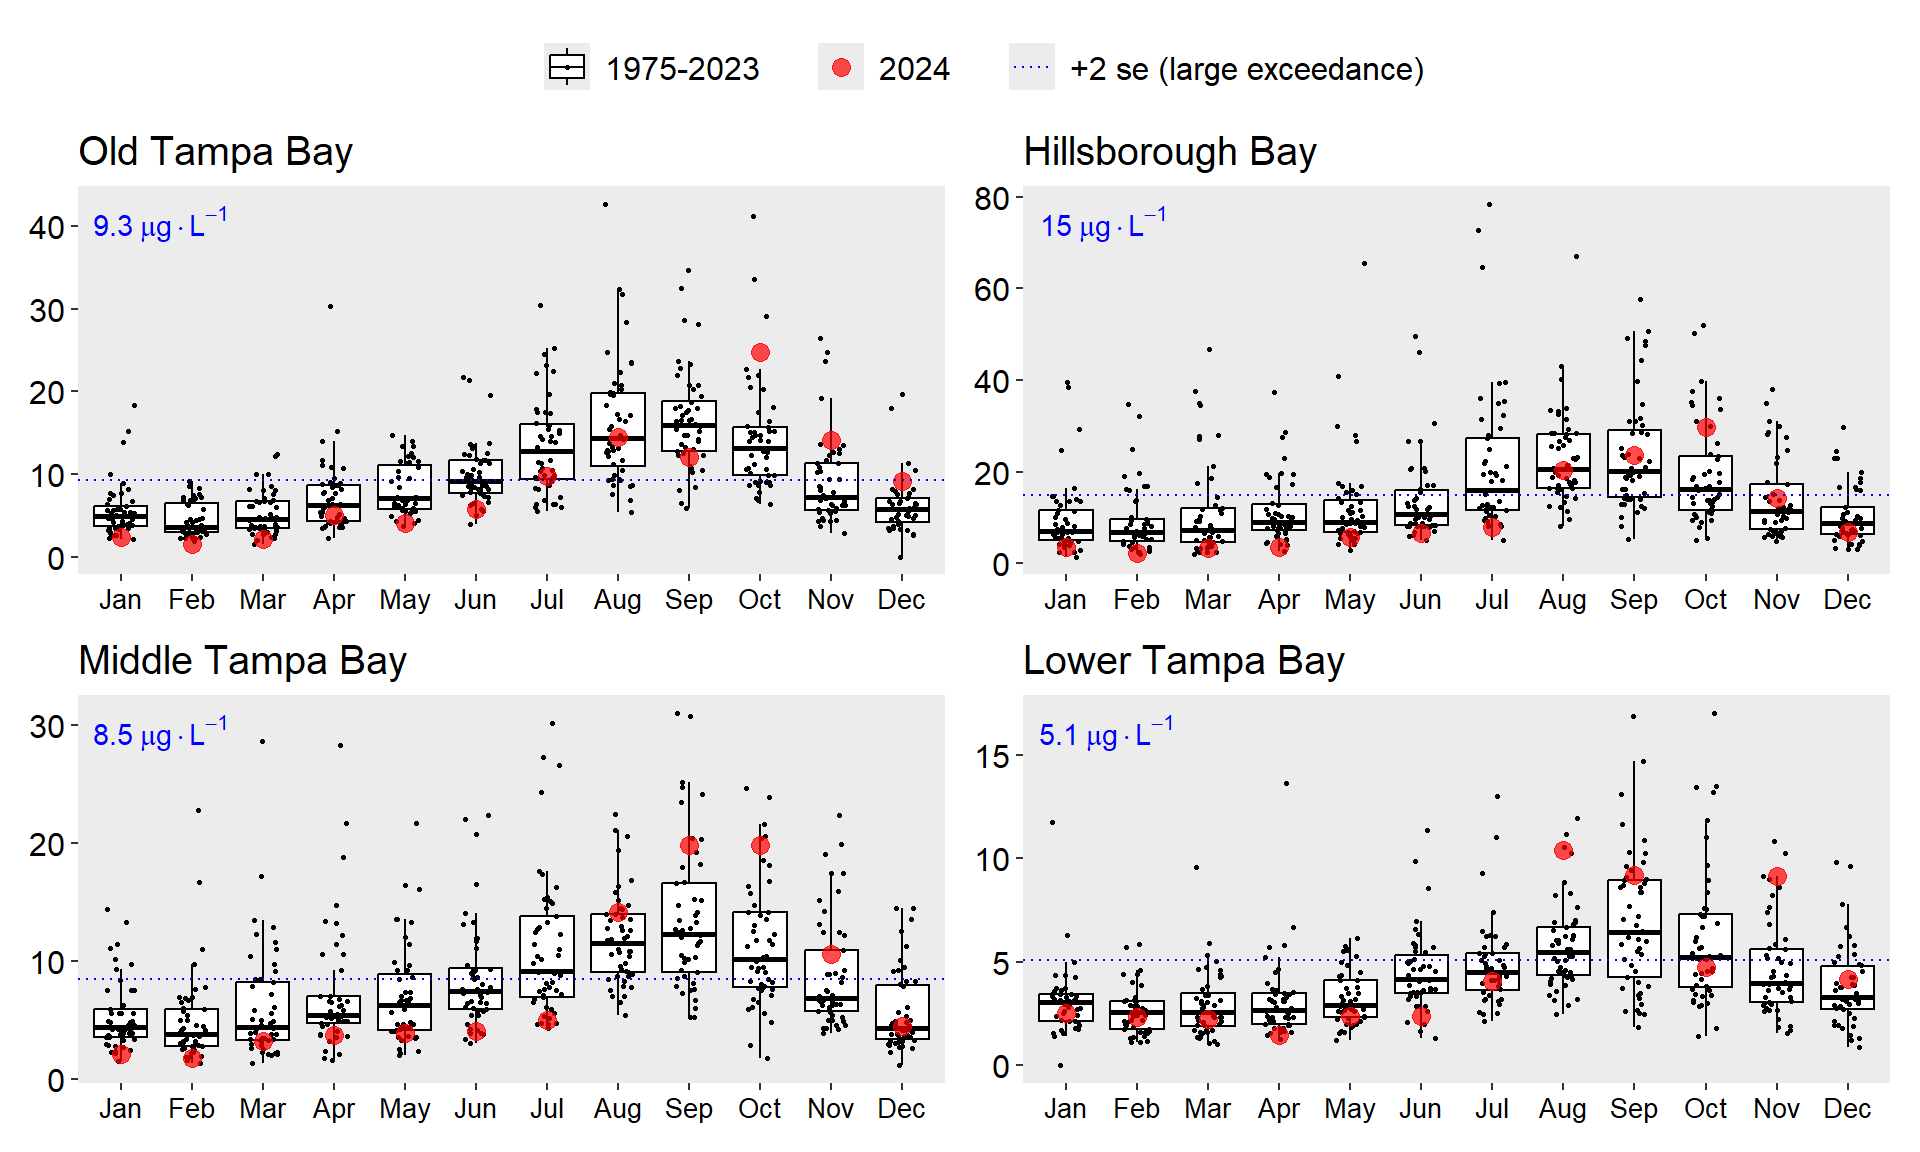 1975-2023 2024 +2 se (large exceedance)
Old Tampa Bay
9.3 μg·L⁻¹
40
30
20
10
0
Jan Feb Mar Apr May Jun Jul Aug Sep Oct Nov Dec
Hillsborough Bay
15 μg·L⁻¹
80
60
40
20
0
Jan Feb Mar Apr May Jun Jul Aug Sep Oct Nov Dec
Middle Tampa Bay
8.5 μg·L⁻¹
30
20
10
0
Jan Feb Mar Apr May Jun Jul Aug Sep Oct Nov Dec
Lower Tampa Bay
5.1 μg·L⁻¹
15
10
5
0
Jan Feb Mar Apr May Jun Jul Aug Sep Oct Nov Dec